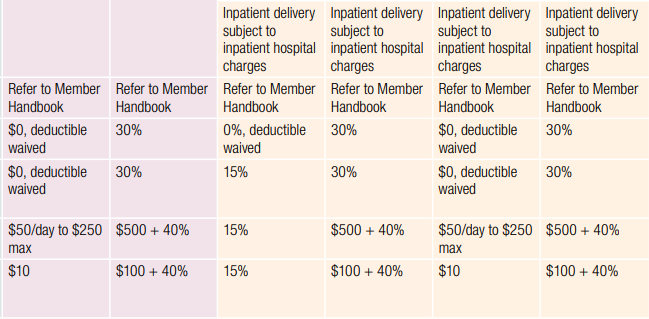 Inpatient delivery subject to inpatient hospital charges
Inpatient delivery subject to inpatient hospital charges
Inpatient delivery subject to inpatient hospital charges
Inpatient delivery subject to inpatient hospital charges
Refer to Member Handbook
Refer to Member Handbook
Refer to Member Handbook
Refer to Member Handbook
Refer to Member Handbook
Refer to Member Handbook
$0, deductible waived
30%
0%, deductible waived
30%
$0, deductible waived
30%
$0, deductible waived
30%
15%
30%
$0, deductible waived
30%
$50/day to $250 max
$500 + 40%
15%
$500 + 40%
$50/day to $250 max
$500 + 40%
$10
$100 + 40%
15%
$100 + 40%
$10
$100 + 40%